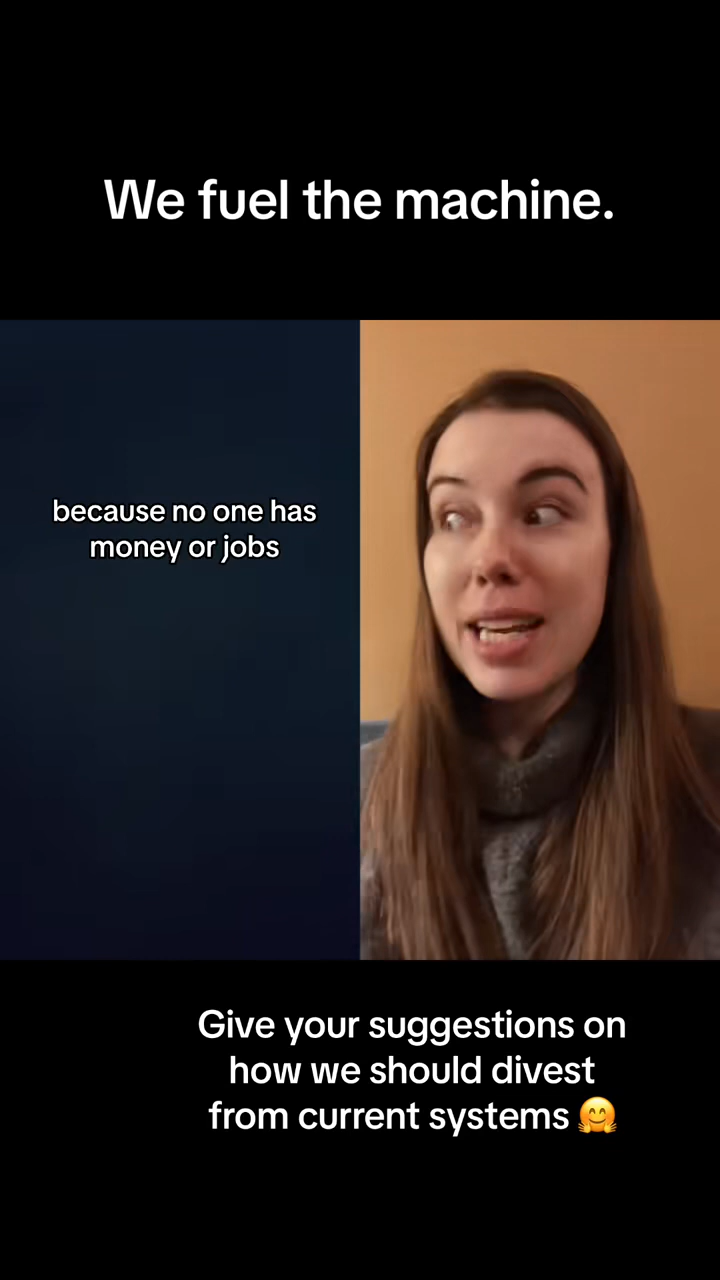 We fuel the machine.
because no one has
money or jobs
Give your suggestions on
how we should divest
from current systems 🤗